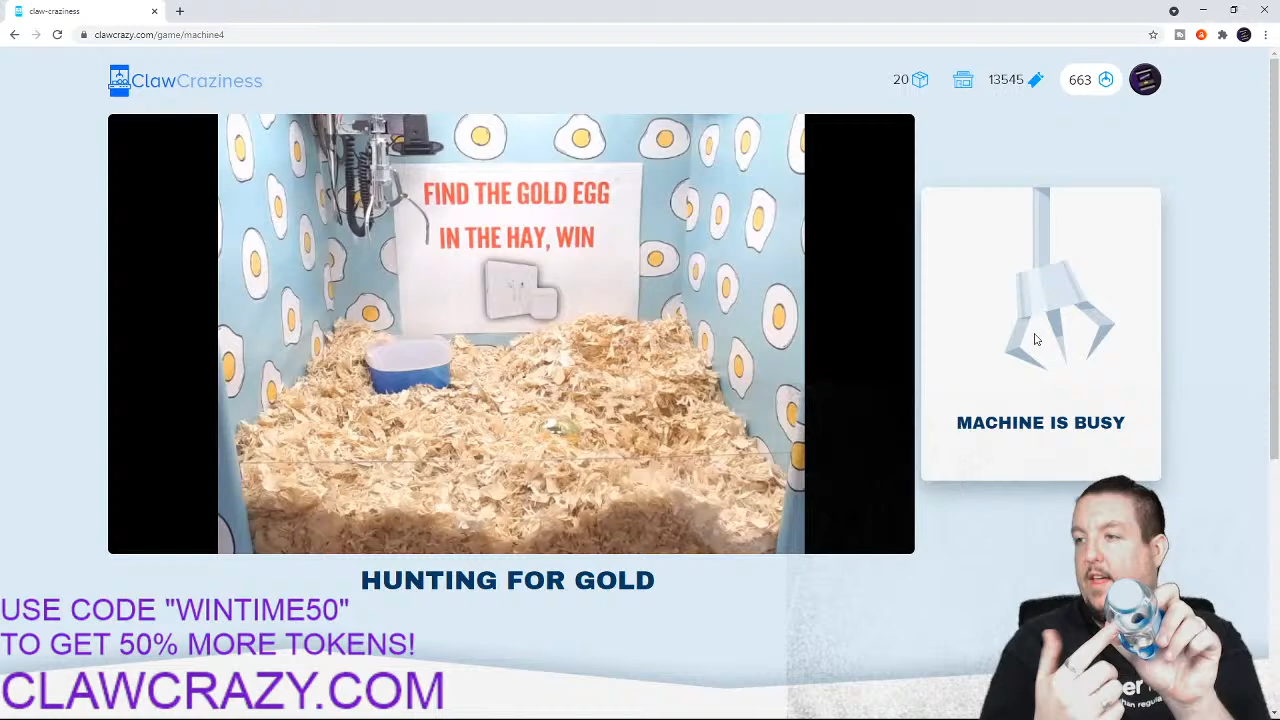 claw-craziness
clawcrazy.com/game/machine4
ClawCraziness
20
13545
663
FIND THE GOLD EGG
IN THE HAY, WIN
MACHINE IS BUSY
HUNTING FOR GOLD
USE CODE "WINTIME50"
TO GET 50% MORE TOKENS!
CLAWCRAZY.COM